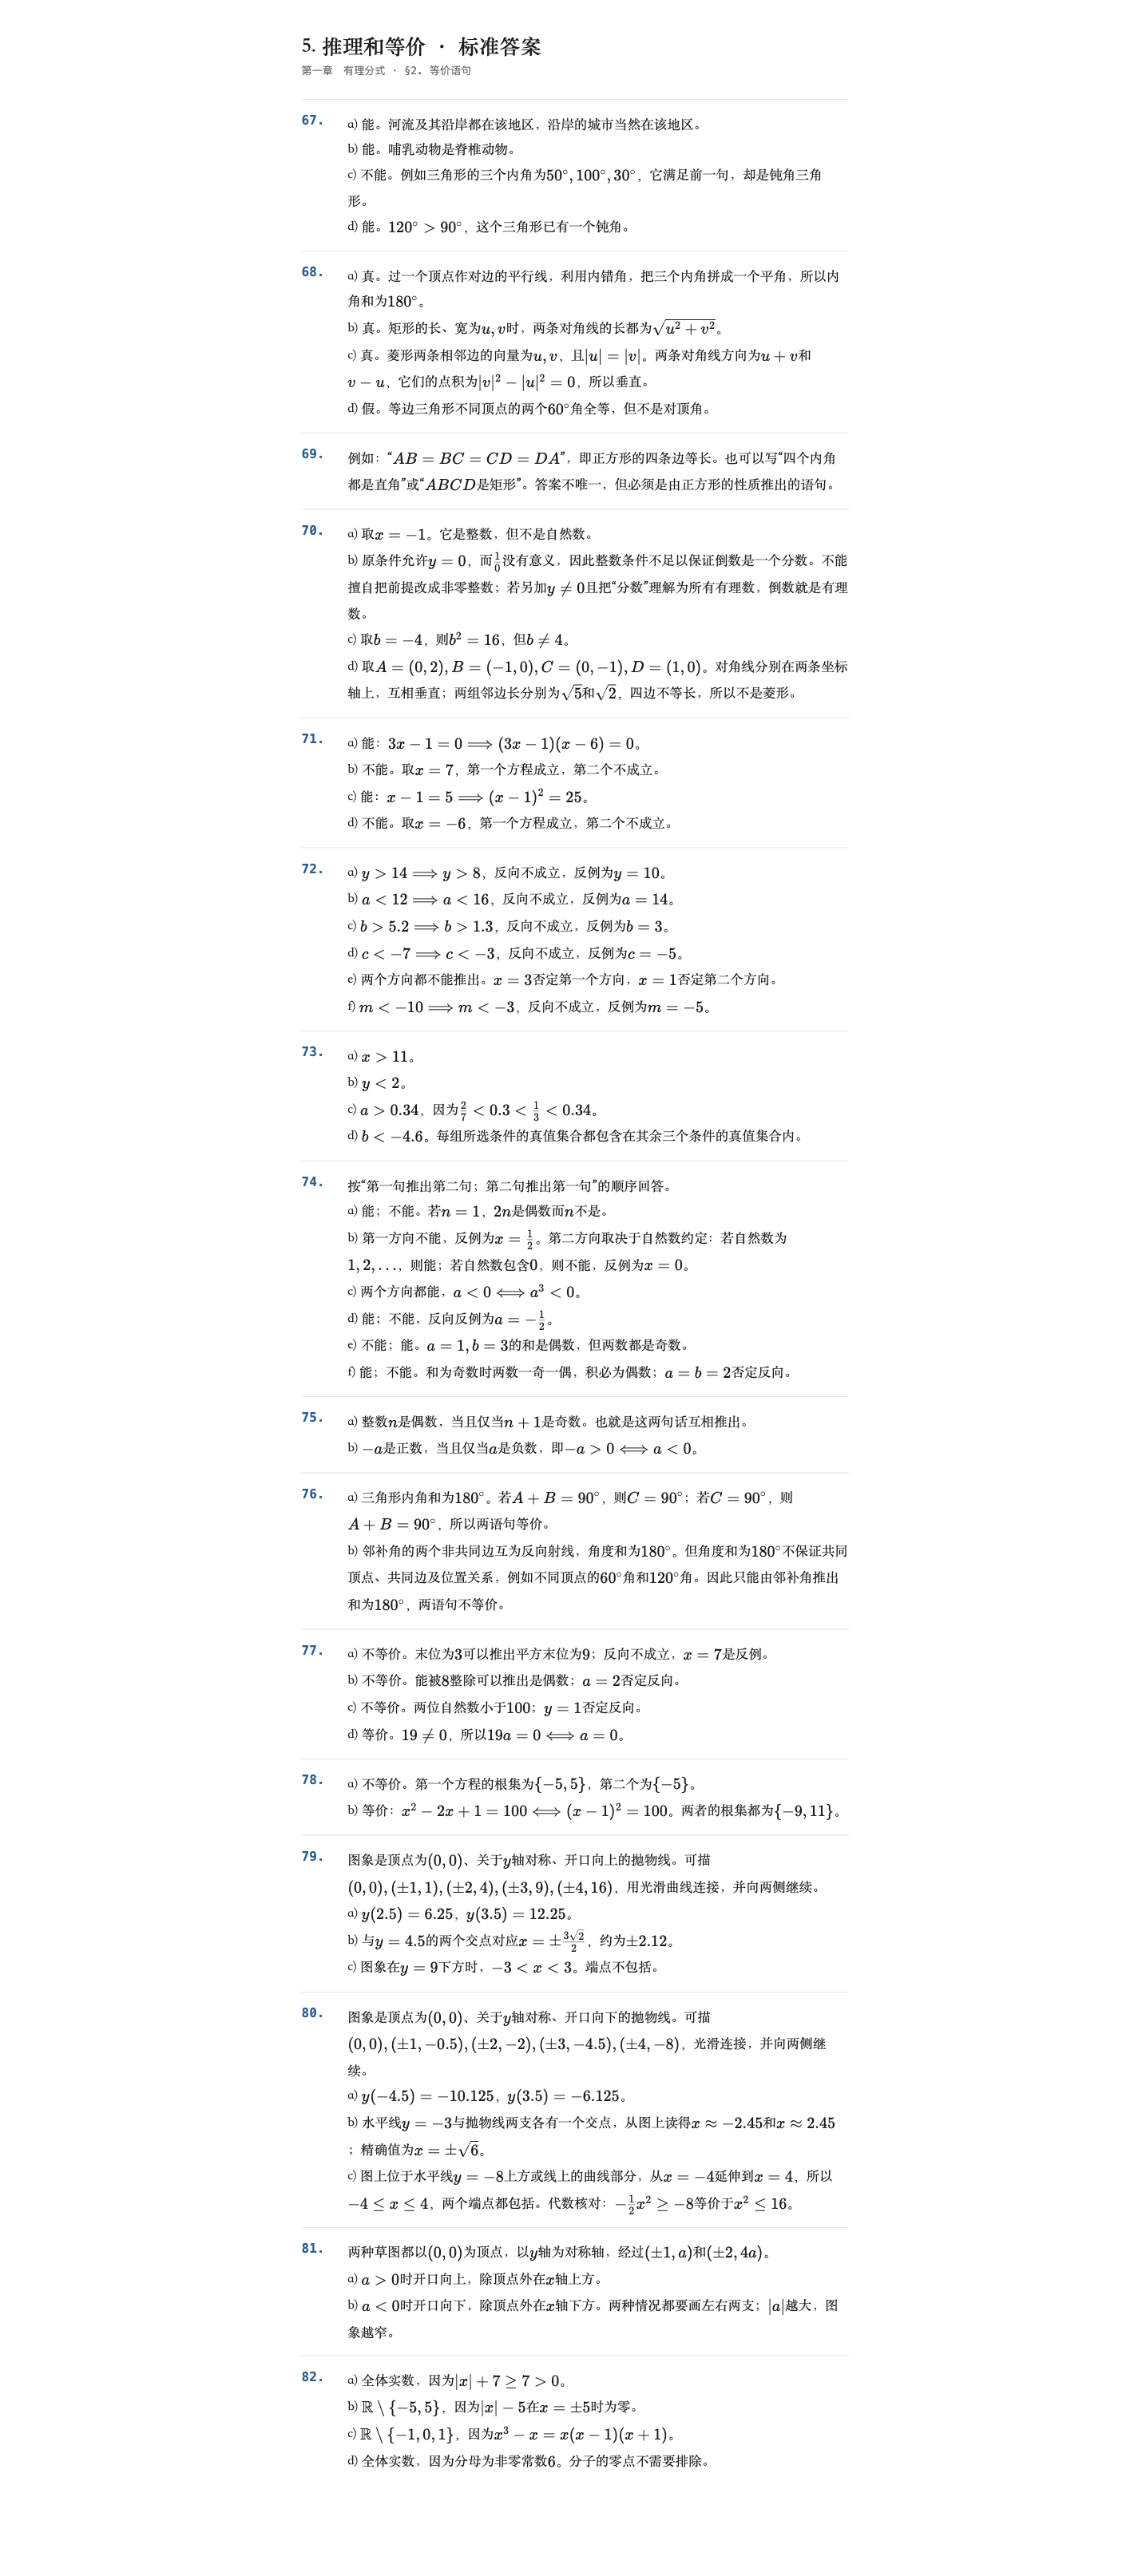 5. 推理和等价 · 标准答案
第一章 有理分式 · §2. 等价语句
67.
a) 能。河流及其沿岸都在该地区，沿岸的城市当然在该地区。
b) 能。哺乳动物是脊椎动物。
c) 不能。例如三角形的三个内角为50°, 100°, 30°，它满足前一句，却是钝角三角
形。
d) 能。120° > 90°，这个三角形已有一个钝角。
68.
a) 真。过一个顶点作对边的平行线，利用内错角，把三个内角拼成一个平角，所以内
角和为180°。
b) 真。矩形的长、宽为u, v时，两条对角线的长都为√(u² + v²)。
c) 真。菱形两条相邻边的向量为u, v，且|u| = |v|。两条对角线方向为u + v和
v − u，它们的点积为|v|² − |u|² = 0，所以垂直。
d) 假。等边三角形不同顶点的两个60°角全等，但不是对顶角。
69.
例如：“AB = BC = CD = DA”，即正方形的四条边等长。也可以写“四个内角
都是直角”或“ABCD是矩形”。答案不唯一，但必须是由正方形的性质推出的语句。
70.
a) 取x = −1。它是整数，但不是自然数。
b) 原条件允许y = 0，而1/0没有意义，因此整数条件不足以保证倒数是一个分数。不能
擅自把前提改成非零整数；若另加y ≠ 0且把“分数”理解为所有有理数，倒数就是有理
数。
c) 取b = −4，则b² = 16，但b ≠ 4。
d) 取A = (0, 2), B = (−1, 0), C = (0, −1), D = (1, 0)。对角线分别在两条坐标
轴上，互相垂直；两组邻边长分别为√5和√2，四边不等长，所以不是菱形。
71.
a) 能：3x − 1 = 0 ⟹ (3x − 1)(x − 6) = 0。
b) 不能。取x = 7，第一个方程成立，第二个不成立。
c) 能：x − 1 = 5 ⟹ (x − 1)² = 25。
d) 不能。取x = −6，第一个方程成立，第二个不成立。
72.
a) y > 14 ⟹ y > 8，反向不成立，反例为y = 10。
b) a < 12 ⟹ a < 16，反向不成立，反例为a = 14。
c) b > 5.2 ⟹ b > 1.3，反向不成立，反例为b = 3。
d) c < −7 ⟹ c < −3，反向不成立，反例为c = −5。
e) 两个方向都不能推出。x = 3否定第一个方向，x = 1否定第二个方向。
f) m < −10 ⟹ m < −3，反向不成立，反例为m = −5。
73.
a) x > 11。
b) y < 2。
c) a > 0.34，因为2/7 < 0.3 < 1/3 < 0.34。
d) b < −4.6。每组所选条件的真值集合都包含在其余三个条件的真值集合内。
74.
按“第一句推出第二句；第二句推出第一句”的顺序回答。
a) 能；不能。若n = 1，2n是偶数而n不是。
b) 第一方向不能，反例为x = 1/2。第二方向取决于自然数约定：若自然数为
1, 2, …，则能；若自然数包含0，则不能，反例为x = 0。
c) 两个方向都能，a < 0 ⟺ a³ < 0。
d) 能；不能，反向反例为a = −1/2。
e) 不能；能。a = 1, b = 3的和是偶数，但两数都是奇数。
f) 能；不能。和为奇数时两数一奇一偶，积必为偶数；a = b = 2否定反向。
75.
a) 整数n是偶数，当且仅当n + 1是奇数。也就是这两句话互相推出。
b) −a是正数，当且仅当a是负数，即−a > 0 ⟺ a < 0。
76.
a) 三角形内角和为180°。若A + B = 90°，则C = 90°；若C = 90°，则
A + B = 90°，所以两语句等价。
b) 邻补角的两个非共同边互为反向射线，角度和为180°。但角度和为180°不保证共同
顶点、共同边及位置关系，例如不同顶点的60°角和120°角。因此只能由邻补角推出
和为180°，两语句不等价。
77.
a) 不等价。末位为3可以推出平方末位为9；反向不成立，x = 7是反例。
b) 不等价。能被8整除可以推出是偶数；a = 2否定反向。
c) 不等价。两位自然数小于100；y = 1否定反向。
d) 等价。19 ≠ 0，所以19a = 0 ⟺ a = 0。
78.
a) 不等价。第一个方程的根集为{−5, 5}，第二个为{−5}。
b) 等价：x² − 2x + 1 = 100 ⟺ (x − 1)² = 100。两者的根集都为{−9, 11}。
79.
图象是顶点为(0, 0)、关于y轴对称、开口向上的抛物线。可描
(0, 0), (±1, 1), (±2, 4), (±3, 9), (±4, 16)，用光滑曲线连接，并向两侧继续。
a) y(2.5) = 6.25，y(3.5) = 12.25。
b) 与y = 4.5的两个交点对应x = ±3√2/2，约为±2.12。
c) 图象在y = 9下方时，−3 < x < 3。端点不包括。
80.
图象是顶点为(0, 0)、关于y轴对称、开口向下的抛物线。可描
(0, 0), (±1, −0.5), (±2, −2), (±3, −4.5), (±4, −8)，光滑连接，并向两侧继
续。
a) y(−4.5) = −10.125，y(3.5) = −6.125。
b) 水平线y = −3与抛物线两支各有一个交点，从图上读得x ≈ −2.45和x ≈ 2.45
；精确值为x = ±√6。
c) 图上位于水平线y = −8上方或线上的曲线部分，从x = −4延伸到x = 4，所以
−4 ≤ x ≤ 4，两个端点都包括。代数核对：−1/2x² ≥ −8等价于x² ≤ 16。
81.
两种草图都以(0, 0)为顶点，以y轴为对称轴，经过(±1, a)和(±2, 4a)。
a) a > 0时开口向上，除顶点外在x轴上方。
b) a < 0时开口向下，除顶点外在x轴下方。两种情况都要画左右两支；|a|越大，图
象越窄。
82.
a) 全体实数，因为|x| + 7 ≥ 7 > 0。
b) ℝ ∖ {−5, 5}，因为|x| − 5在x = ±5时为零。
c) ℝ ∖ {−1, 0, 1}，因为x³ − x = x(x − 1)(x + 1)。
d) 全体实数，因为分母为非零常数6。分子的零点不需要排除。